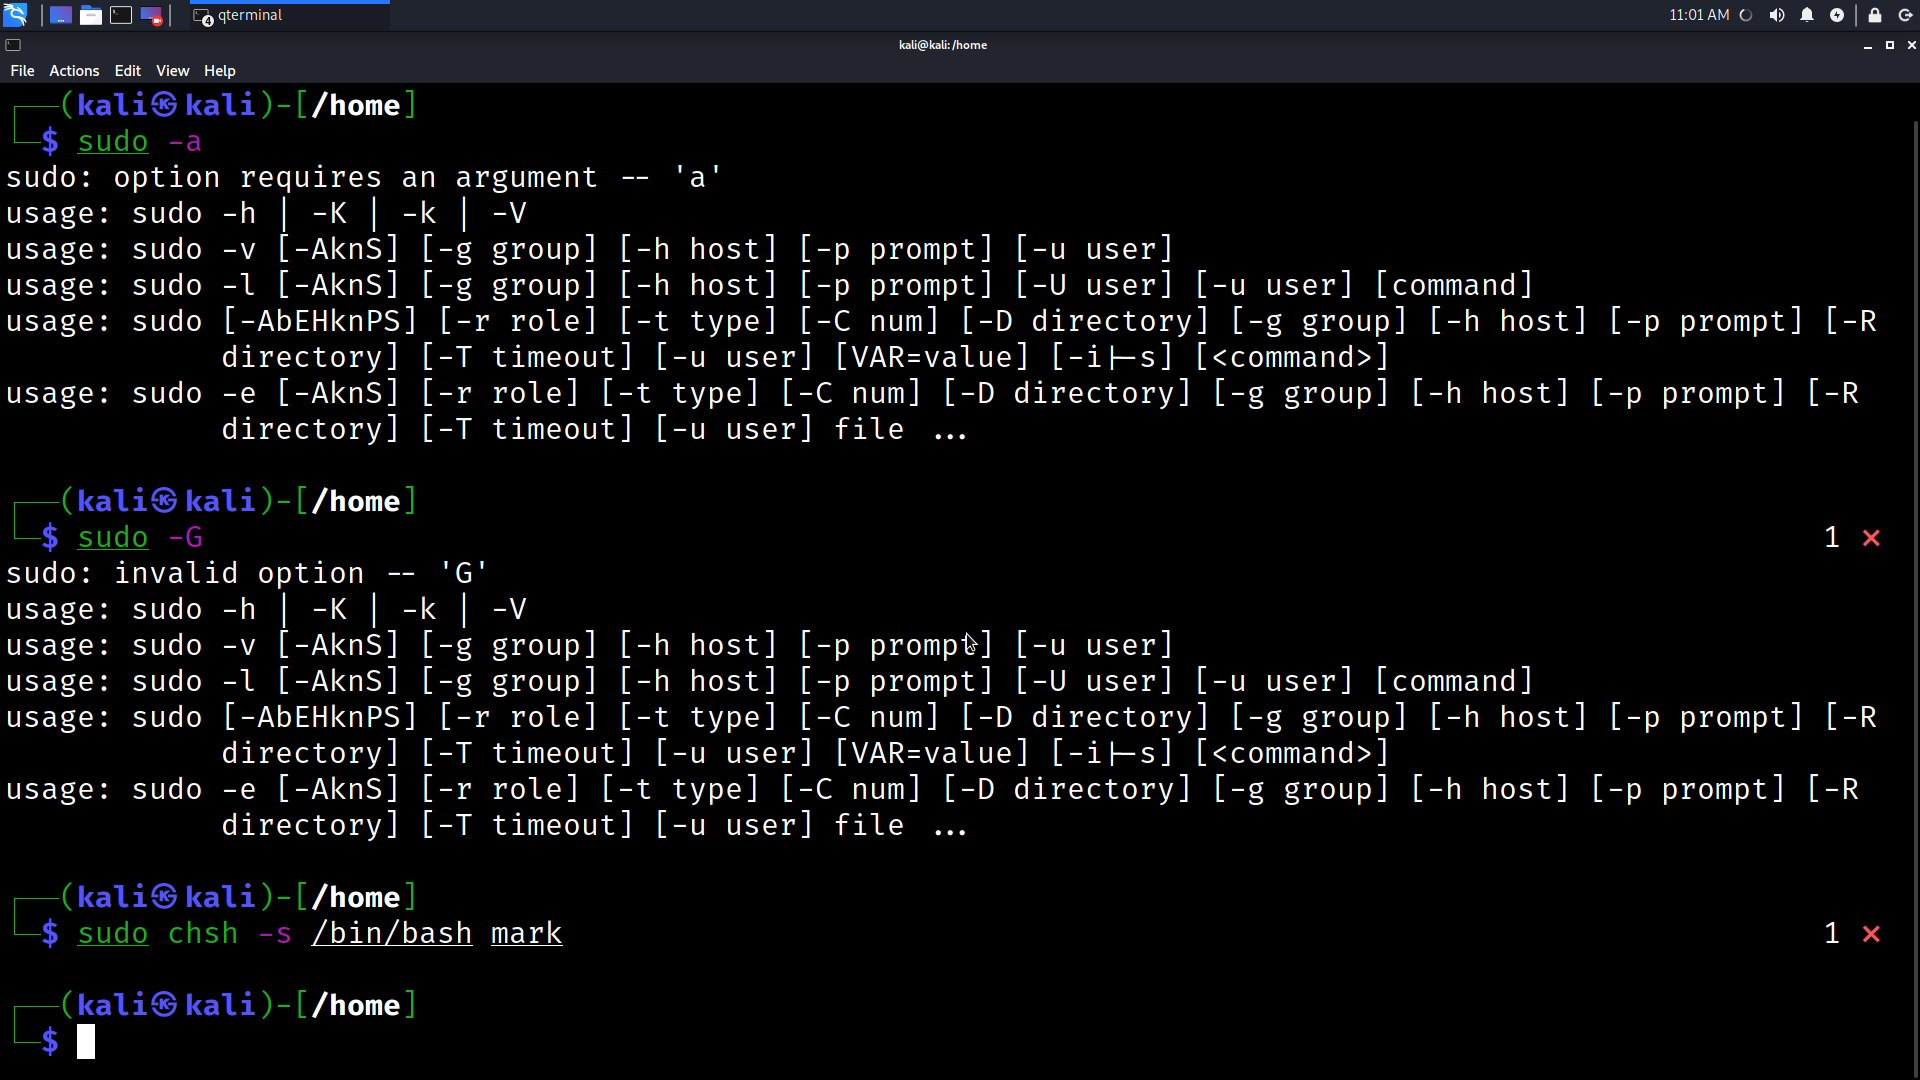 qterminal
11:01 AM
kali@kali: /home
File Actions Edit View Help
(kali㉿kali)-[/home]
$ sudo -a
sudo: option requires an argument -- 'a'
usage: sudo -h | -K | -k | -V
usage: sudo -v [-AknS] [-g group] [-h host] [-p prompt] [-u user]
usage: sudo -l [-AknS] [-g group] [-h host] [-p prompt] [-U user] [-u user] [command]
usage: sudo [-AbEHknPS] [-r role] [-t type] [-C num] [-D directory] [-g group] [-h host] [-p prompt] [-R
directory] [-T timeout] [-u user] [VAR=value] [-i|-s] [<command>]
usage: sudo -e [-AknS] [-r role] [-t type] [-C num] [-D directory] [-g group] [-h host] [-p prompt] [-R
directory] [-T timeout] [-u user] file ...
(kali㉿kali)-[/home]
$ sudo -G 1 ⨯
sudo: invalid option -- 'G'
usage: sudo -h | -K | -k | -V
usage: sudo -v [-AknS] [-g group] [-h host] [-p prompt] [-u user]
usage: sudo -l [-AknS] [-g group] [-h host] [-p prompt] [-U user] [-u user] [command]
usage: sudo [-AbEHknPS] [-r role] [-t type] [-C num] [-D directory] [-g group] [-h host] [-p prompt] [-R
directory] [-T timeout] [-u user] [VAR=value] [-i|-s] [<command>]
usage: sudo -e [-AknS] [-r role] [-t type] [-C num] [-D directory] [-g group] [-h host] [-p prompt] [-R
directory] [-T timeout] [-u user] file ...
(kali㉿kali)-[/home]
$ sudo chsh -s /bin/bash mark 1 ⨯
(kali㉿kali)-[/home]
$